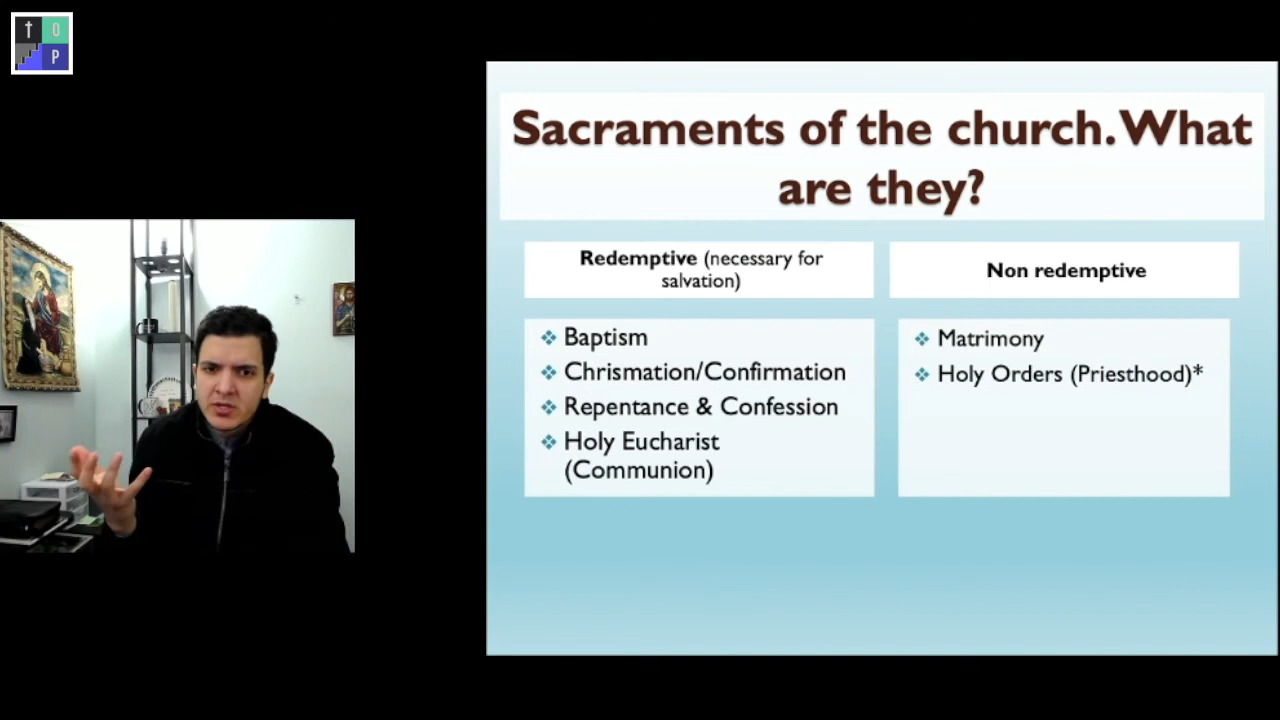 † O
P
Sacraments of the church. What
are they?
Redemptive (necessary for
salvation)
Non redemptive
❖ Baptism
❖ Chrismation/Confirmation
❖ Repentance & Confession
❖ Holy Eucharist
(Communion)
❖ Matrimony
❖ Holy Orders (Priesthood)*